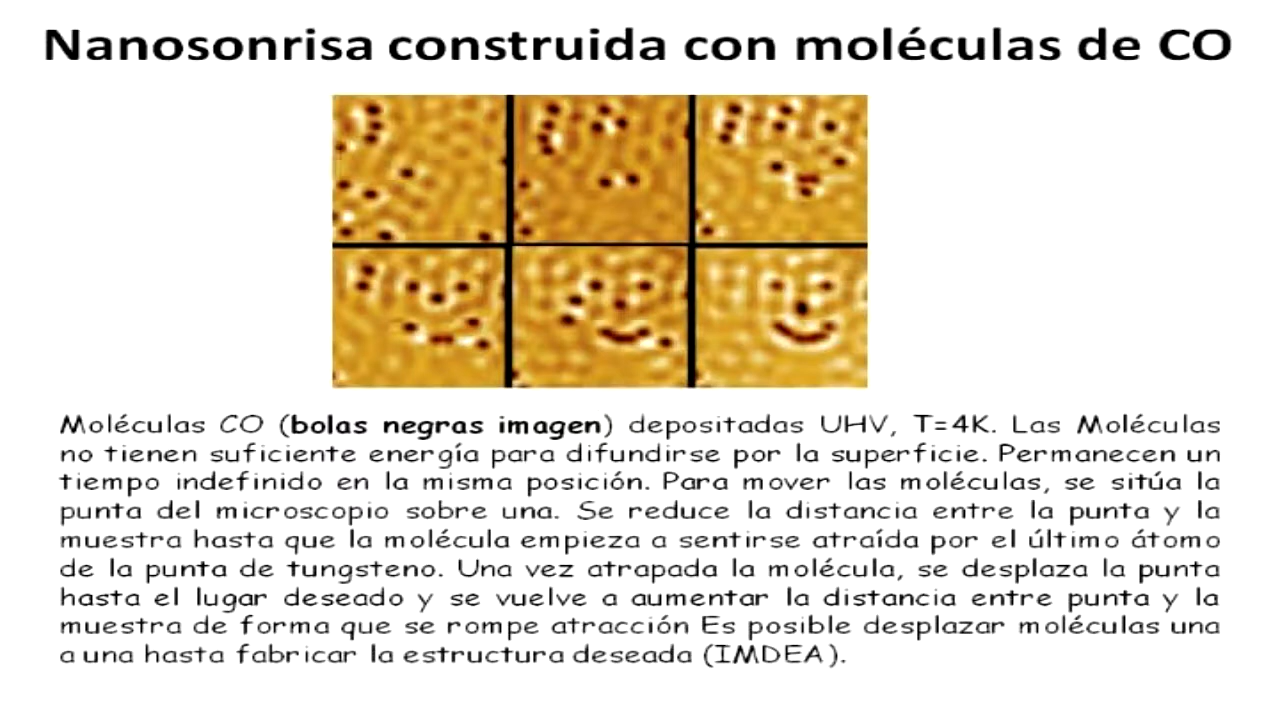 Nanosonrisa construida con moléculas de CO
Moléculas CO (bolas negras imagen) depositadas UHV, T=4K. Las Moléculas
no tienen suficiente energía para difundirse por la superficie. Permanecen un
tiempo indefinido en la misma posición. Para mover las moléculas, se sitúa la
punta del microscopio sobre una. Se reduce la distancia entre la punta y la
muestra hasta que la molécula empieza a sentirse atraída por el último átomo
de la punta de tungsteno. Una vez atrapada la molécula, se desplaza la punta
hasta el lugar deseado y se vuelve a aumentar la distancia entre punta y la
muestra de forma que se rompe atracción Es posible desplazar moléculas una
a una hasta fabricar la estructura deseada (IMDEA).